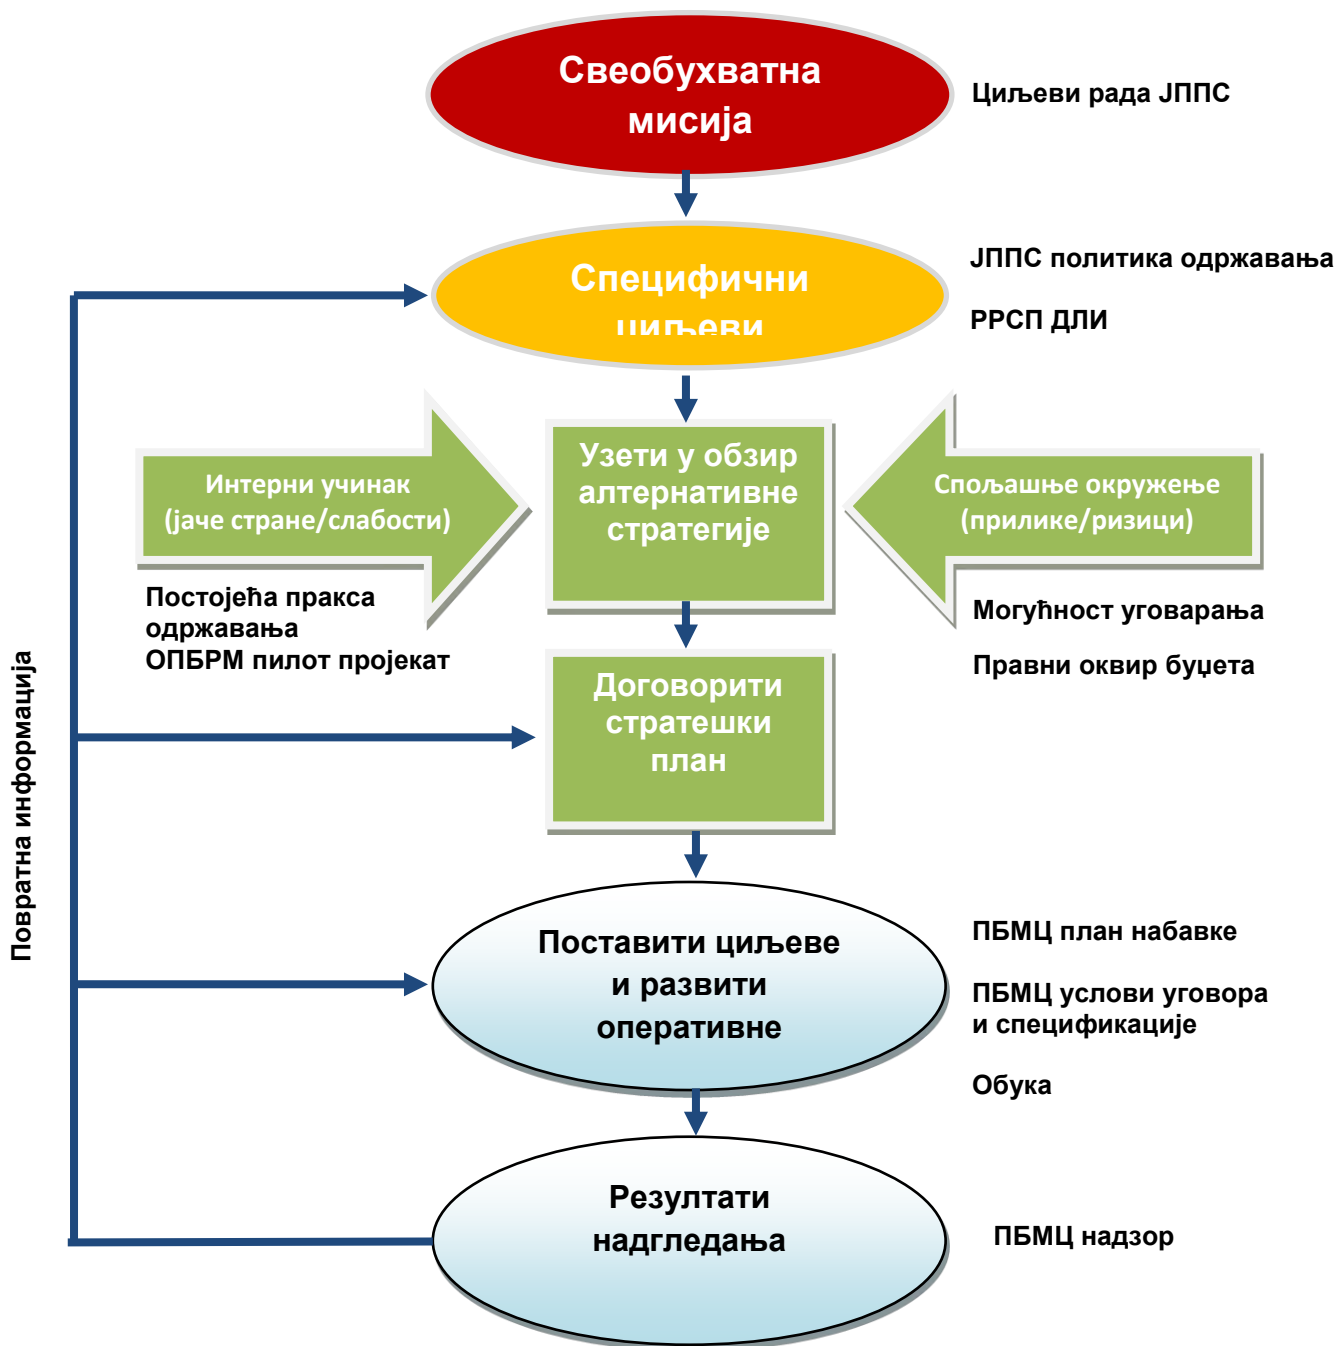 Свеобухватна
мисија
Циљеви рада ЈППС
Специфични
циљеви
ЈППС политика одржавања
РРСП ДЛИ
Интерни учинак
(јаче стране/слабости)
Узети у обзир
алтернативне
стратегије
Спољашње окружење
(прилике/ризици)
Постојећа пракса
одржавања
ОПБРМ пилот пројекат
Могућност уговарања
Правни оквир буџета
Договорити
стратешки
план
Повратна информација
Поставити циљеве
и развити
оперативне
ПБМЦ план набавке
ПБМЦ услови уговора
и спецификације
Обука
Резултати
надгледања
ПБМЦ надзор